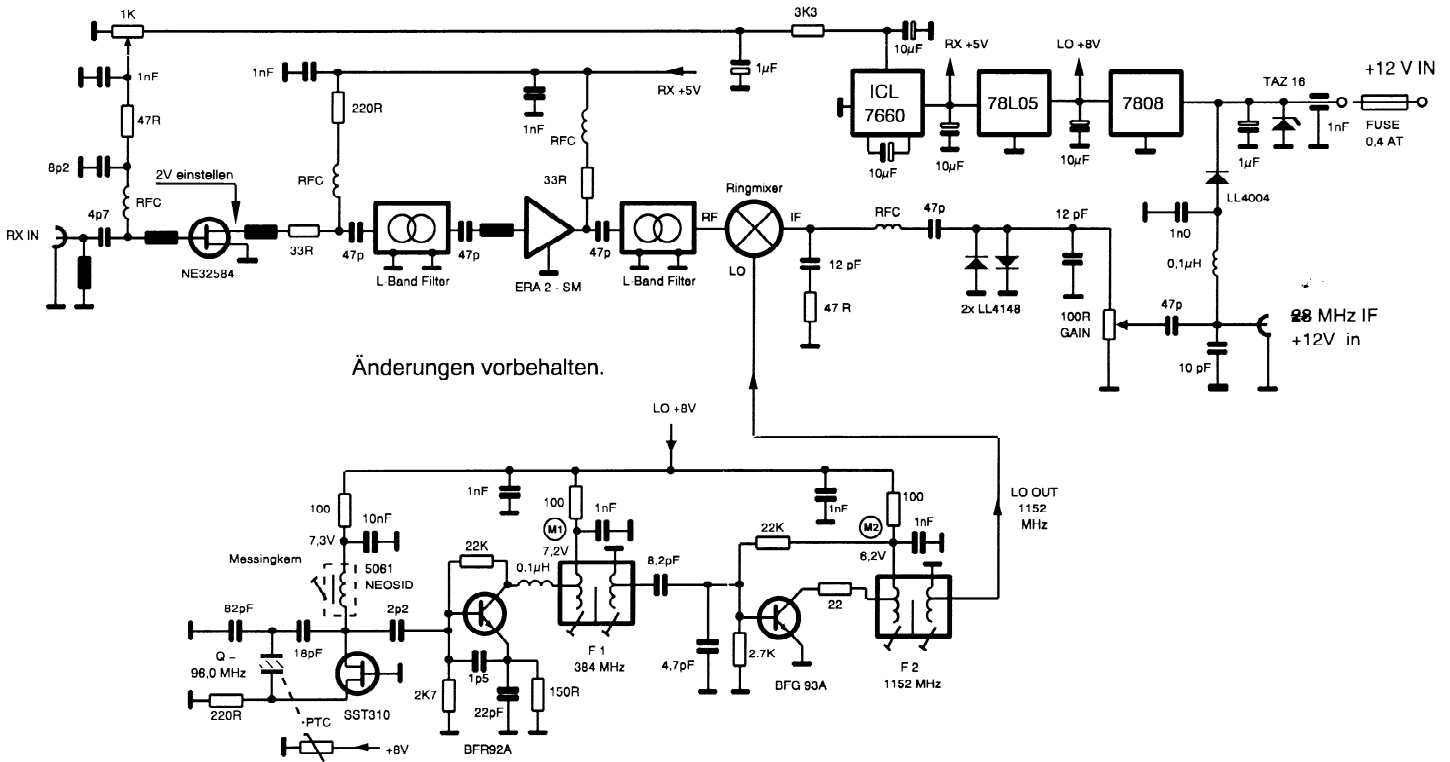 1K
3K3
10µF
RX +5V
LO +8V
+12 V IN
1nF
1nF
1µF
RX +5V
ICL
7660
78L05
7808
TAZ 16
1nF
FUSE
0,4 AT
220R
47R
1nF
RFC
10µF
10µF
10µF
1µF
8p2
2V einstellen
RFC
RFC
33R
Ringmixer
LL4004
4p7
RX IN
RF
IF
RFC
47p
12 pF
1n0
NE32584
33R
47p
47p
47p
LO
12 pF
0,1µH
L-Band Filter
ERA 2 - SM
L-Band Filter
47 R
2x LL4148
100R
GAIN
47p
MHz IF
+12V in
10 pF
Änderungen vorbehalten.
LO +8V
100
1nF
100
1nF
1nF
100
LO OUT
1152
MHz
10nF
7,3V
M1
7,2V
22K
M2
6,2V
1nF
Messingkern
5061
NEOSID
22K
0.1µH
8,2pF
82pF
18pF
2p2
22
Q –
96,0 MHz
F 1
384 MHz
4,7pF
2.7K
BFG 93A
F 2
1152 MHz
1p5
2K7
22pF
150R
220R
SST310
PTC
+8V
BFR92A